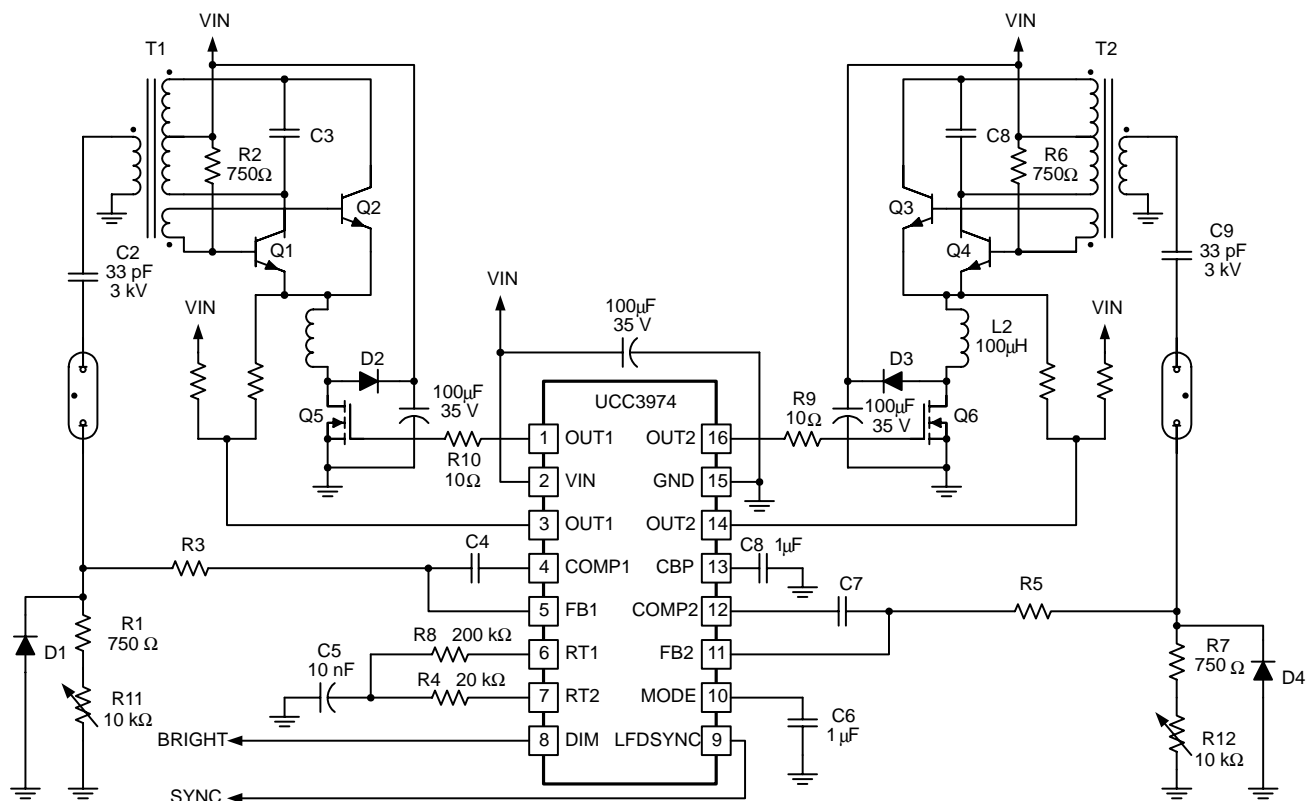 VIN
VIN
T1
T2
C3
C8
R2
750Ω
R6
750Ω
Q2
Q3
Q1
Q4
C2
33 pF
3 kV
C9
33 pF
3 kV
VIN
VIN
VIN
100µF
35 V
L2
100µH
D2
D3
100µF
35 V
UCC3974
R9
10Ω
100µF
35 V
Q5
Q6
1 OUT1
OUT2 16
R10
10Ω
2 VIN
GND 15
3 OUT1
OUT2 14
R3
C4
4 COMP1
CBP 13
C8 1µF
C7
R5
5 FB1
COMP2 12
R1
750 Ω
D1
C5
10 nF
R8 200 kΩ
6 RT1
FB2 11
R7
750 Ω
D4
R4 20 kΩ
7 RT2
MODE 10
R11
10 kΩ
C6
1 µF
R12
10 kΩ
BRIGHT
8 DIM
LFDSYNC 9
SYNC